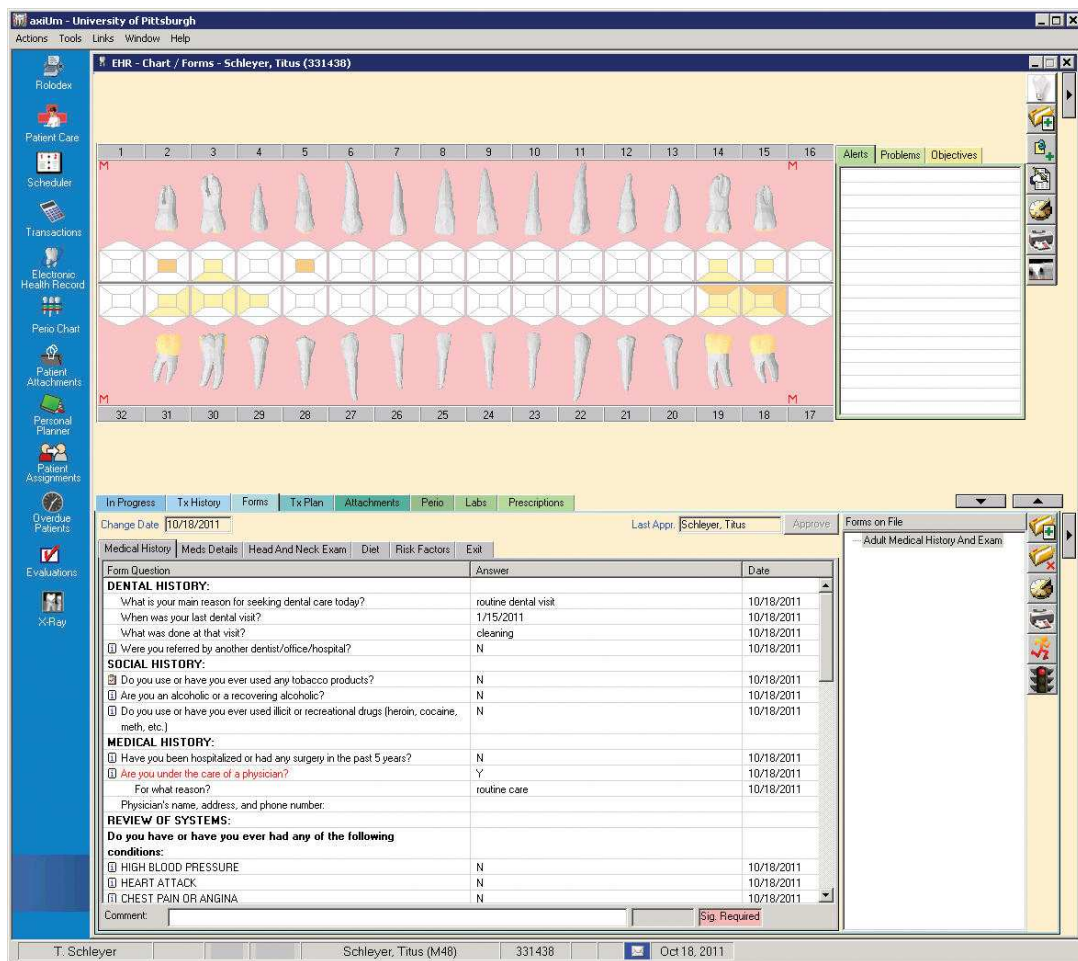 axiUm - University of Pittsburgh
Actions Tools Links Window Help
Rolodex
Patient Care
Scheduler
Transactions
Electronic
Health Record
Perio Chart
Patient
Attachments
Personal
Planner
Patient
Assignments
Overdue
Patients
Evaluations
X-Ray
EHR - Chart / Forms - Schleyer, Titus (331438)
1 2 3 4 5 6 7 8 9 10 11 12 13 14 15 16
M M
M M
32 31 30 29 28 27 26 25 24 23 22 21 20 19 18 17
Alerts Problems Objectives
In Progress Tx History Forms Tx Plan Attachments Perio Labs Prescriptions
Change Date 10/18/2011 Last Appr. Schleyer, Titus Approve
Medical History Meds Details Head And Neck Exam Diet Risk Factors Exit
Form Question Answer Date
DENTAL HISTORY:
What is your main reason for seeking dental care today? routine dental visit 10/18/2011
When was your last dental visit? 1/15/2011 10/18/2011
What was done at that visit? cleaning 10/18/2011
Were you referred by another dentist/office/hospital? N 10/18/2011
SOCIAL HISTORY:
Do you use or have you ever used any tobacco products? N 10/18/2011
Are you an alcoholic or a recovering alcoholic? N 10/18/2011
Do you use or have you ever used illicit or recreational drugs (heroin, cocaine, N 10/18/2011
meth, etc.)
MEDICAL HISTORY:
Have you been hospitalized or had any surgery in the past 5 years? N 10/18/2011
Are you under the care of a physician? Y 10/18/2011
For what reason? routine care 10/18/2011
Physician's name, address, and phone number:
REVIEW OF SYSTEMS:
Do you have or have you ever had any of the following
conditions:
HIGH BLOOD PRESSURE N 10/18/2011
HEART ATTACK N 10/18/2011
CHEST PAIN OR ANGINA N 10/18/2011
Comment: Sig. Required
Forms on File
Adult Medical History And Exam
T. Schleyer Schleyer, Titus (M48) 331438 Oct 18, 2011